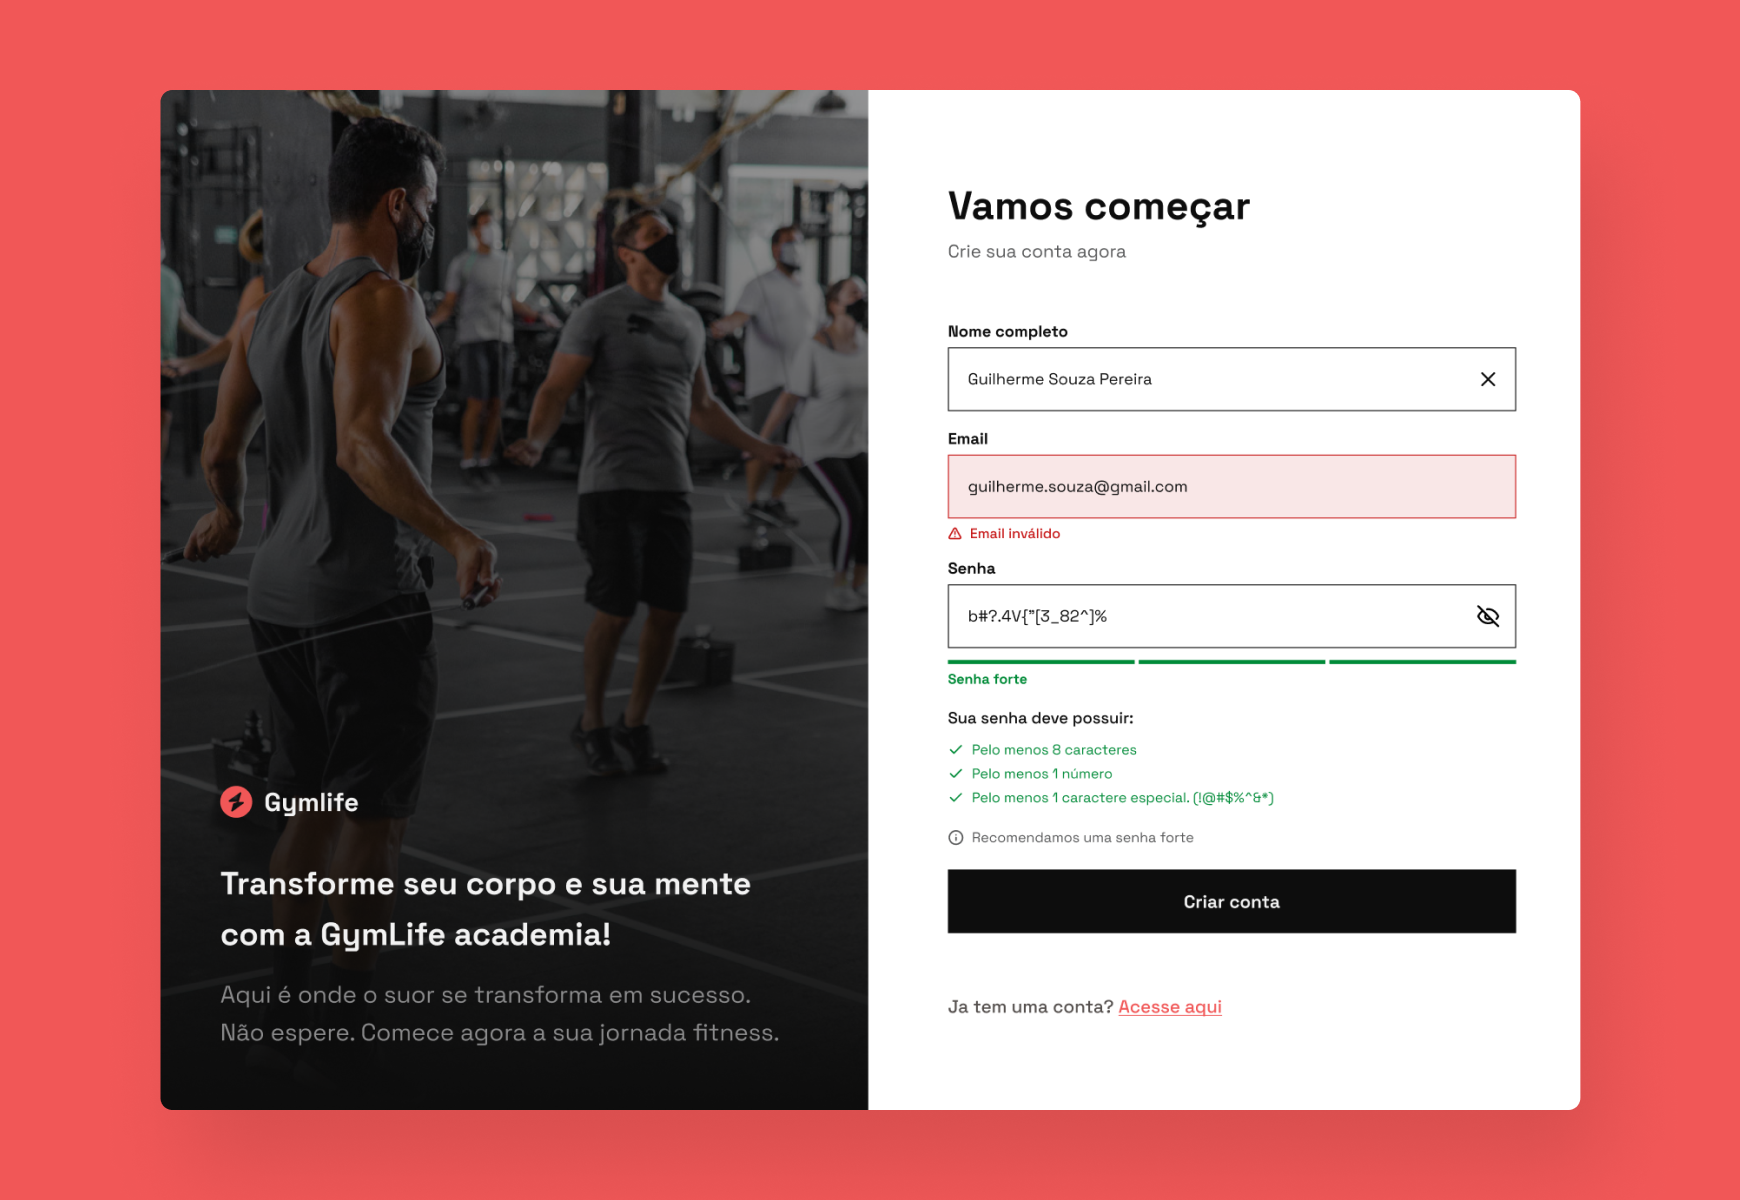 Gymlife
Transforme seu corpo e sua mente
com a GymLife academia!
Aqui é onde o suor se transforma em sucesso.
Não espere. Comece agora a sua jornada fitness.
Vamos começar
Crie sua conta agora
Nome completo
Guilherme Souza Pereira
Email
guilherme.souza@gmail.com
Email inválido
Senha
b#?.4V{"[3_82^]%
Senha forte
Sua senha deve possuir:
Pelo menos 8 caracteres
Pelo menos 1 número
Pelo menos 1 caractere especial. (!@#$%^&*)
Recomendamos uma senha forte
Criar conta
Ja tem uma conta? Acesse aqui